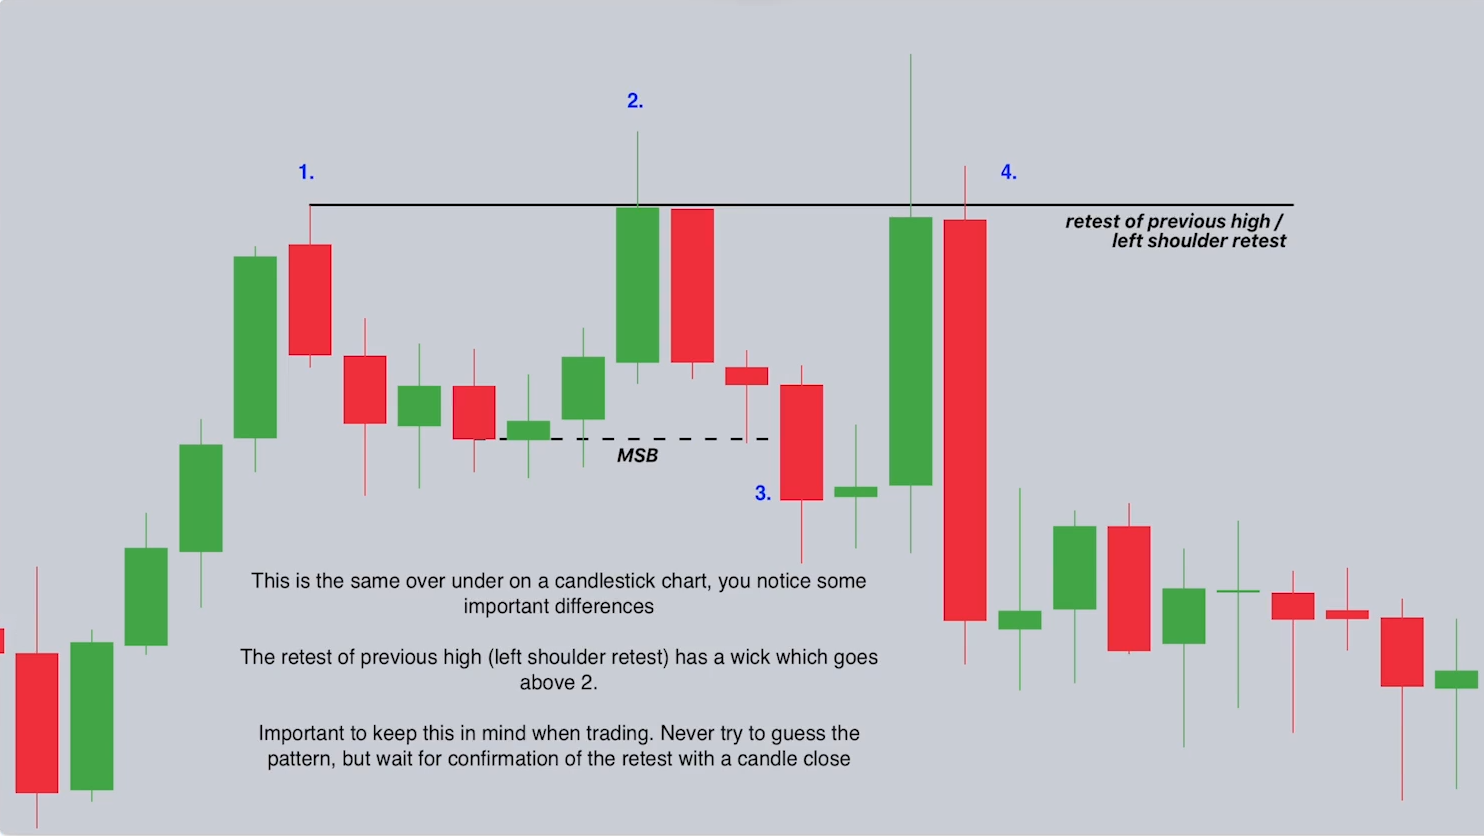 2.
1.
4.
retest of previous high /
left shoulder retest
MSB
3.
This is the same over under on a candlestick chart, you notice some
important differences
The retest of previous high (left shoulder retest) has a wick which goes
above 2.
Important to keep this in mind when trading. Never try to guess the
pattern, but wait for confirmation of the retest with a candle close